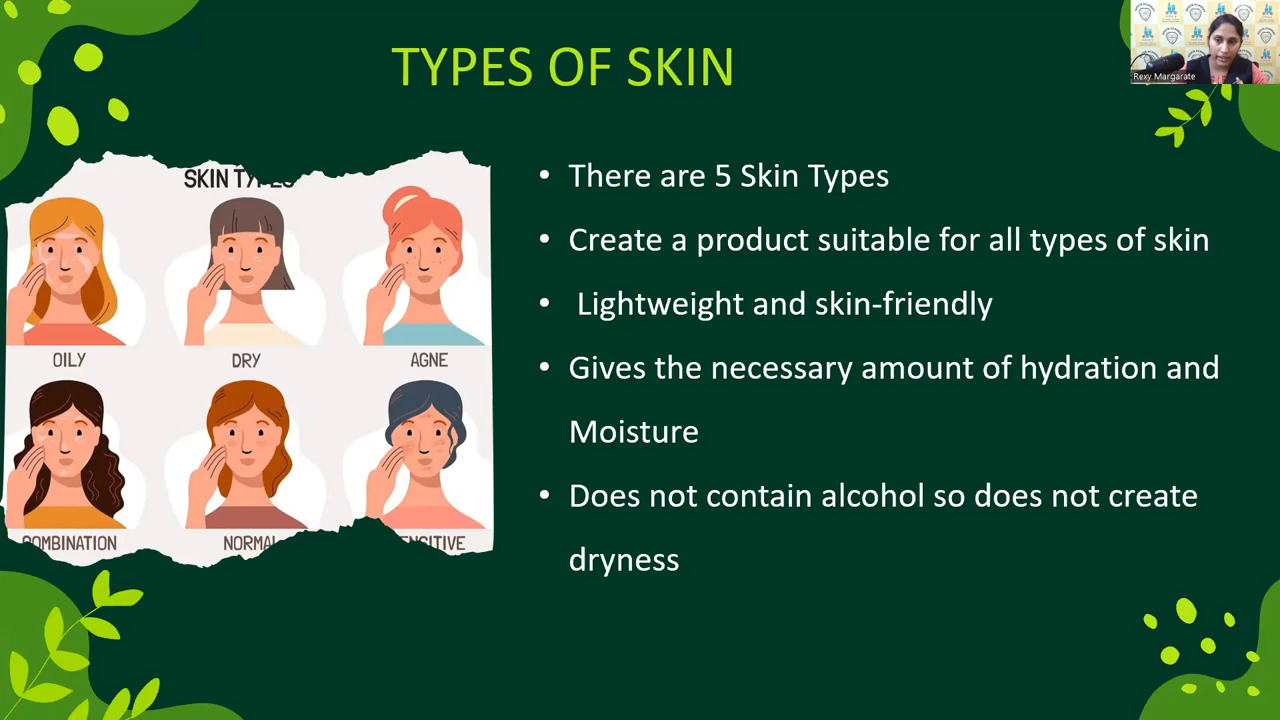 TYPES OF SKIN
Rexy Margarate
SKIN TYPES
OILY
DRY
AGNE
COMBINATION
NORMAL
ENSITIVE
• There are 5 Skin Types
• Create a product suitable for all types of skin
• Lightweight and skin-friendly
• Gives the necessary amount of hydration and
Moisture
• Does not contain alcohol so does not create
dryness